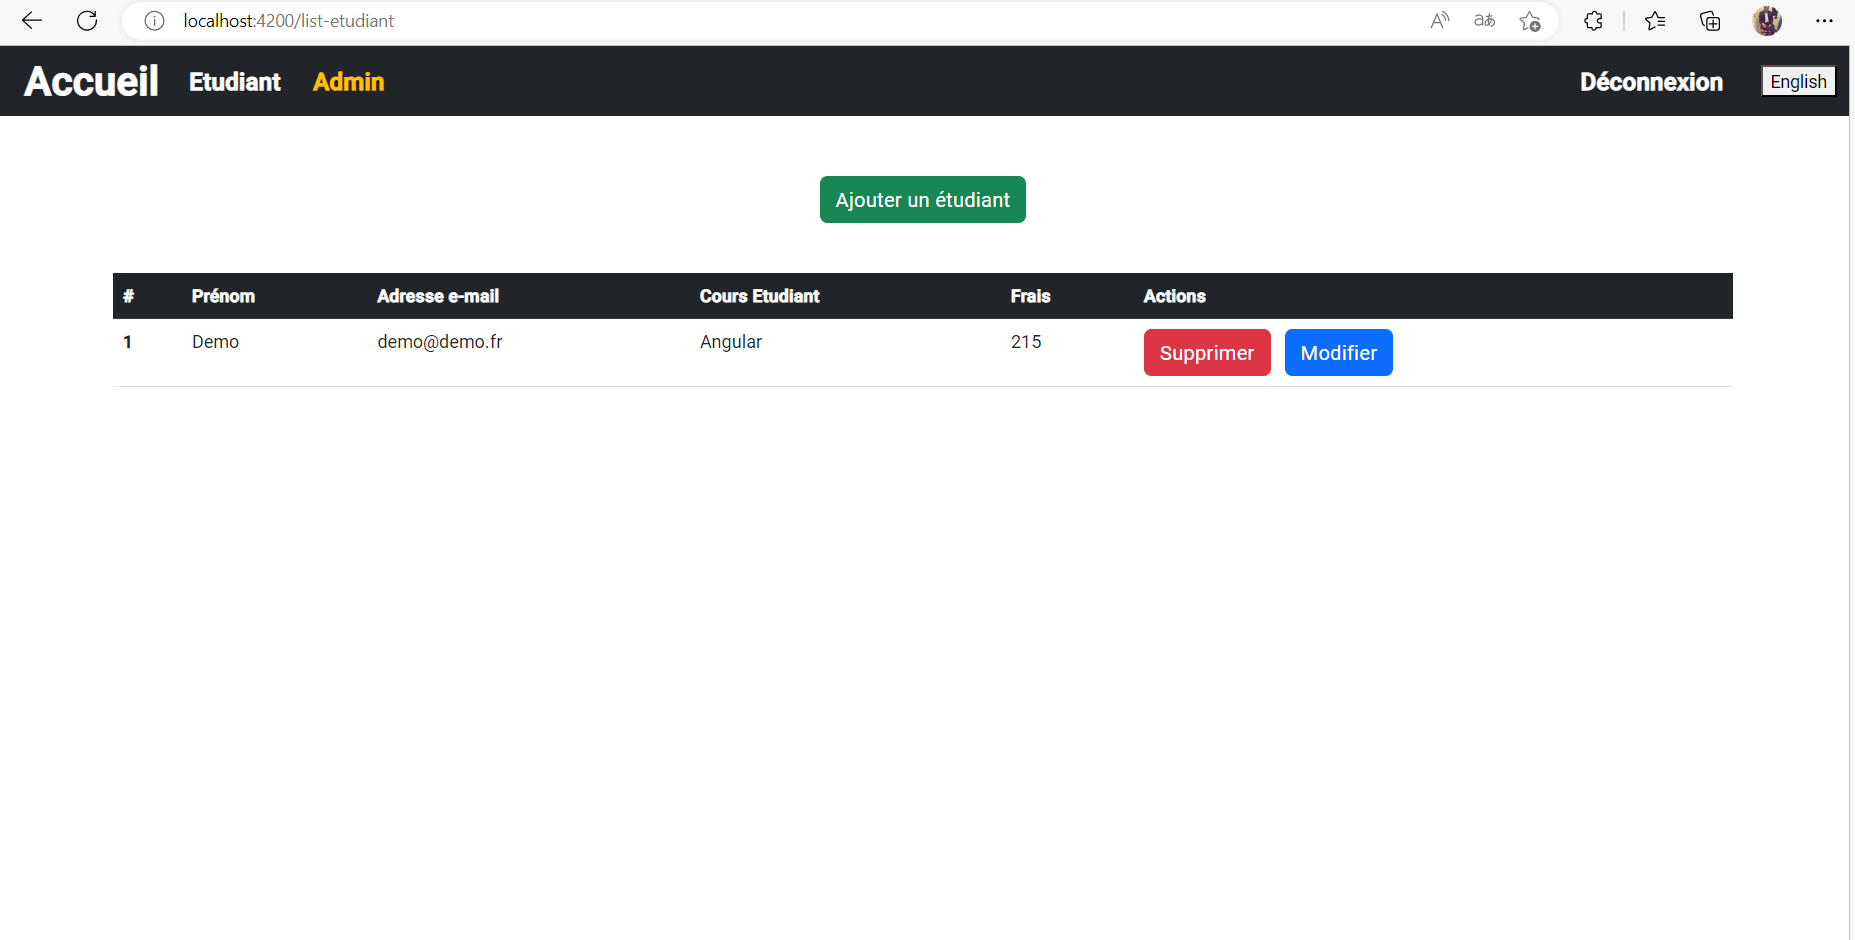 localhost:4200/list-etudiant
Accueil Etudiant Admin Déconnexion English
Ajouter un étudiant
# Prénom Adresse e-mail Cours Etudiant Frais Actions
1 Demo demo@demo.fr Angular 215 Supprimer Modifier